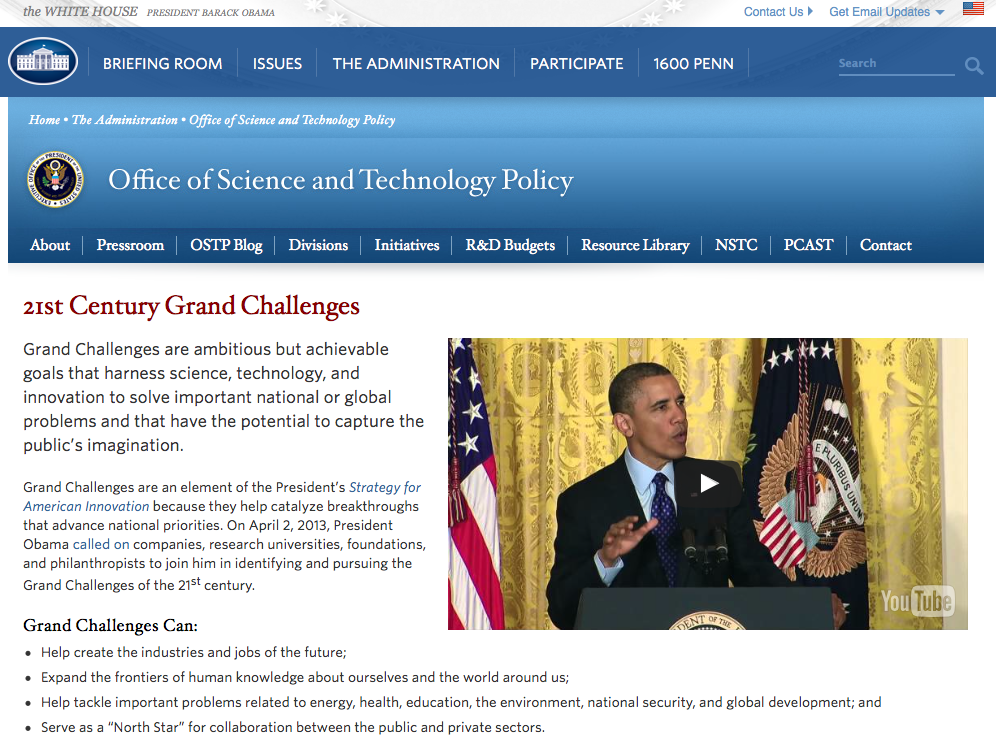 the WHITE HOUSE PRESIDENT BARACK OBAMA
Contact Us Get Email Updates
BRIEFING ROOM ISSUES THE ADMINISTRATION PARTICIPATE 1600 PENN Search
Home • The Administration • Office of Science and Technology Policy
Office of Science and Technology Policy
About Pressroom OSTP Blog Divisions Initiatives R&D Budgets Resource Library NSTC PCAST Contact
21st Century Grand Challenges
Grand Challenges are ambitious but achievable
goals that harness science, technology, and
innovation to solve important national or global
problems and that have the potential to capture the
public's imagination.
Grand Challenges are an element of the President's Strategy for
American Innovation because they help catalyze breakthroughs
that advance national priorities. On April 2, 2013, President
Obama called on companies, research universities, foundations,
and philanthropists to join him in identifying and pursuing the
Grand Challenges of the 21st century.
E PLURIBUS UNUM
YouTube
Grand Challenges Can:
• Help create the industries and jobs of the future;
• Expand the frontiers of human knowledge about ourselves and the world around us;
• Help tackle important problems related to energy, health, education, the environment, national security, and global development; and
• Serve as a “North Star” for collaboration between the public and private sectors.